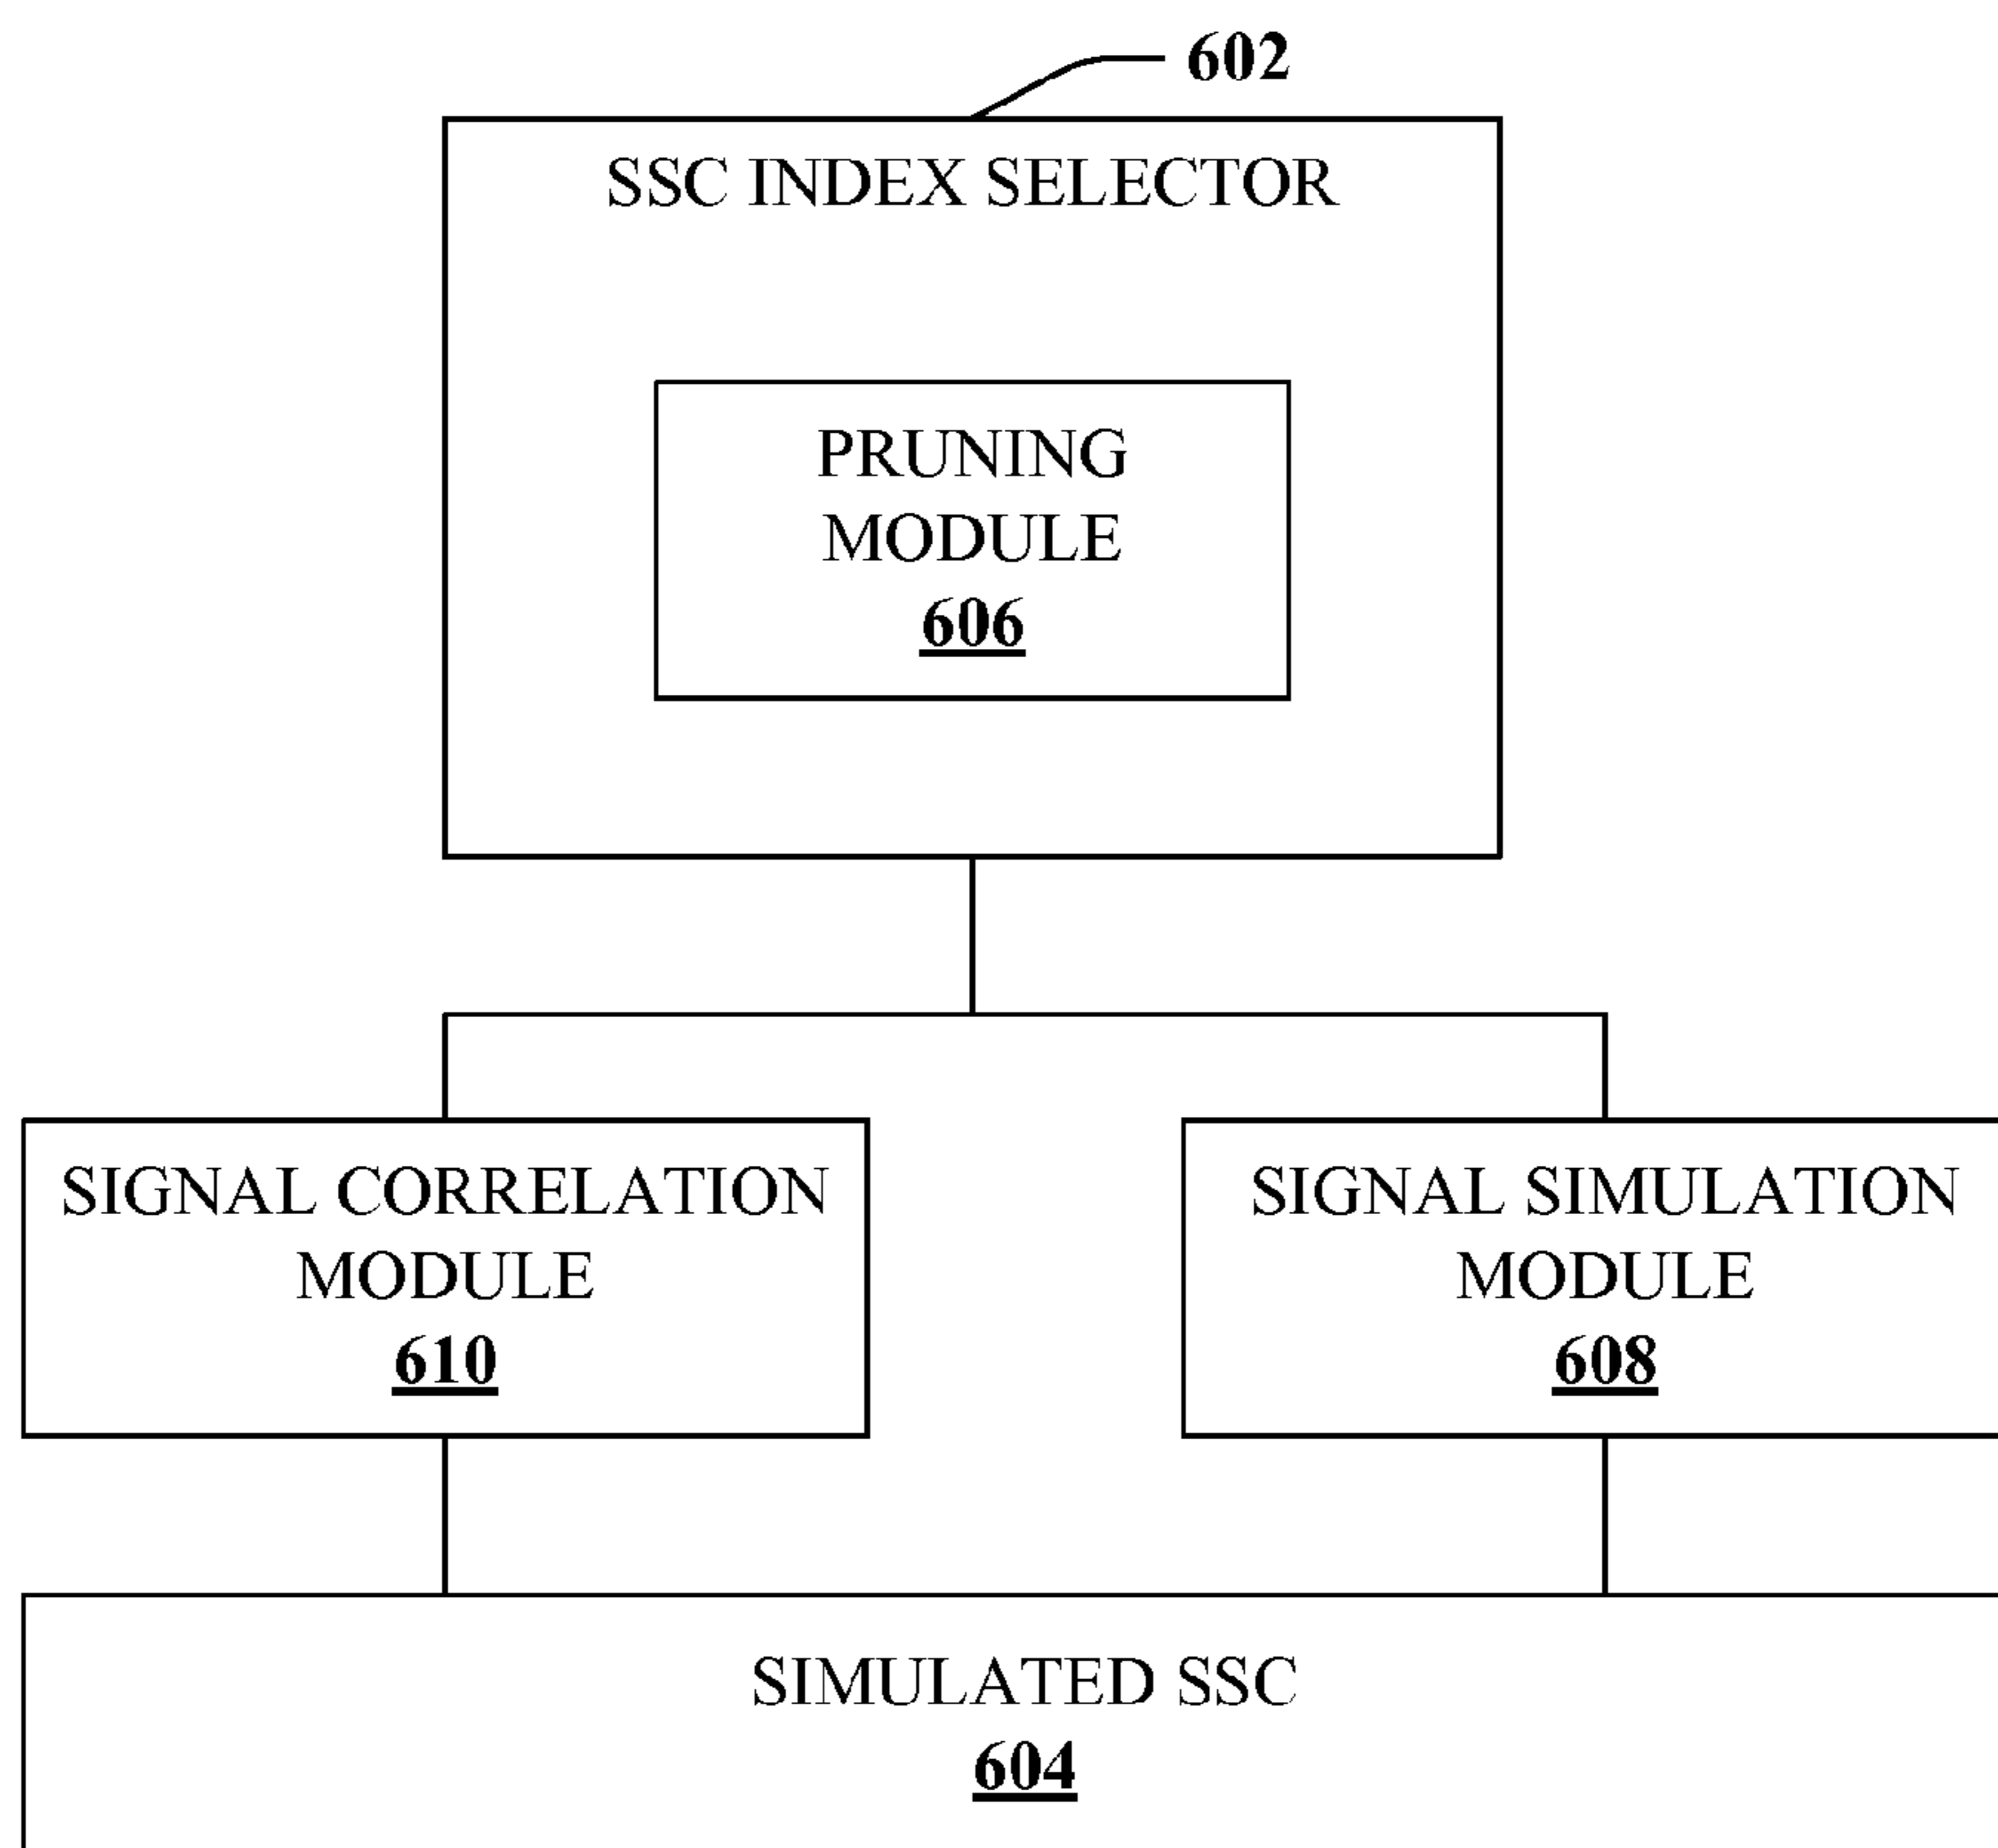 602
SSC INDEX SELECTOR
PRUNING
MODULE
606
SIGNAL CORRELATION
MODULE
610
SIGNAL SIMULATION
MODULE
608
SIMULATED SSC
604